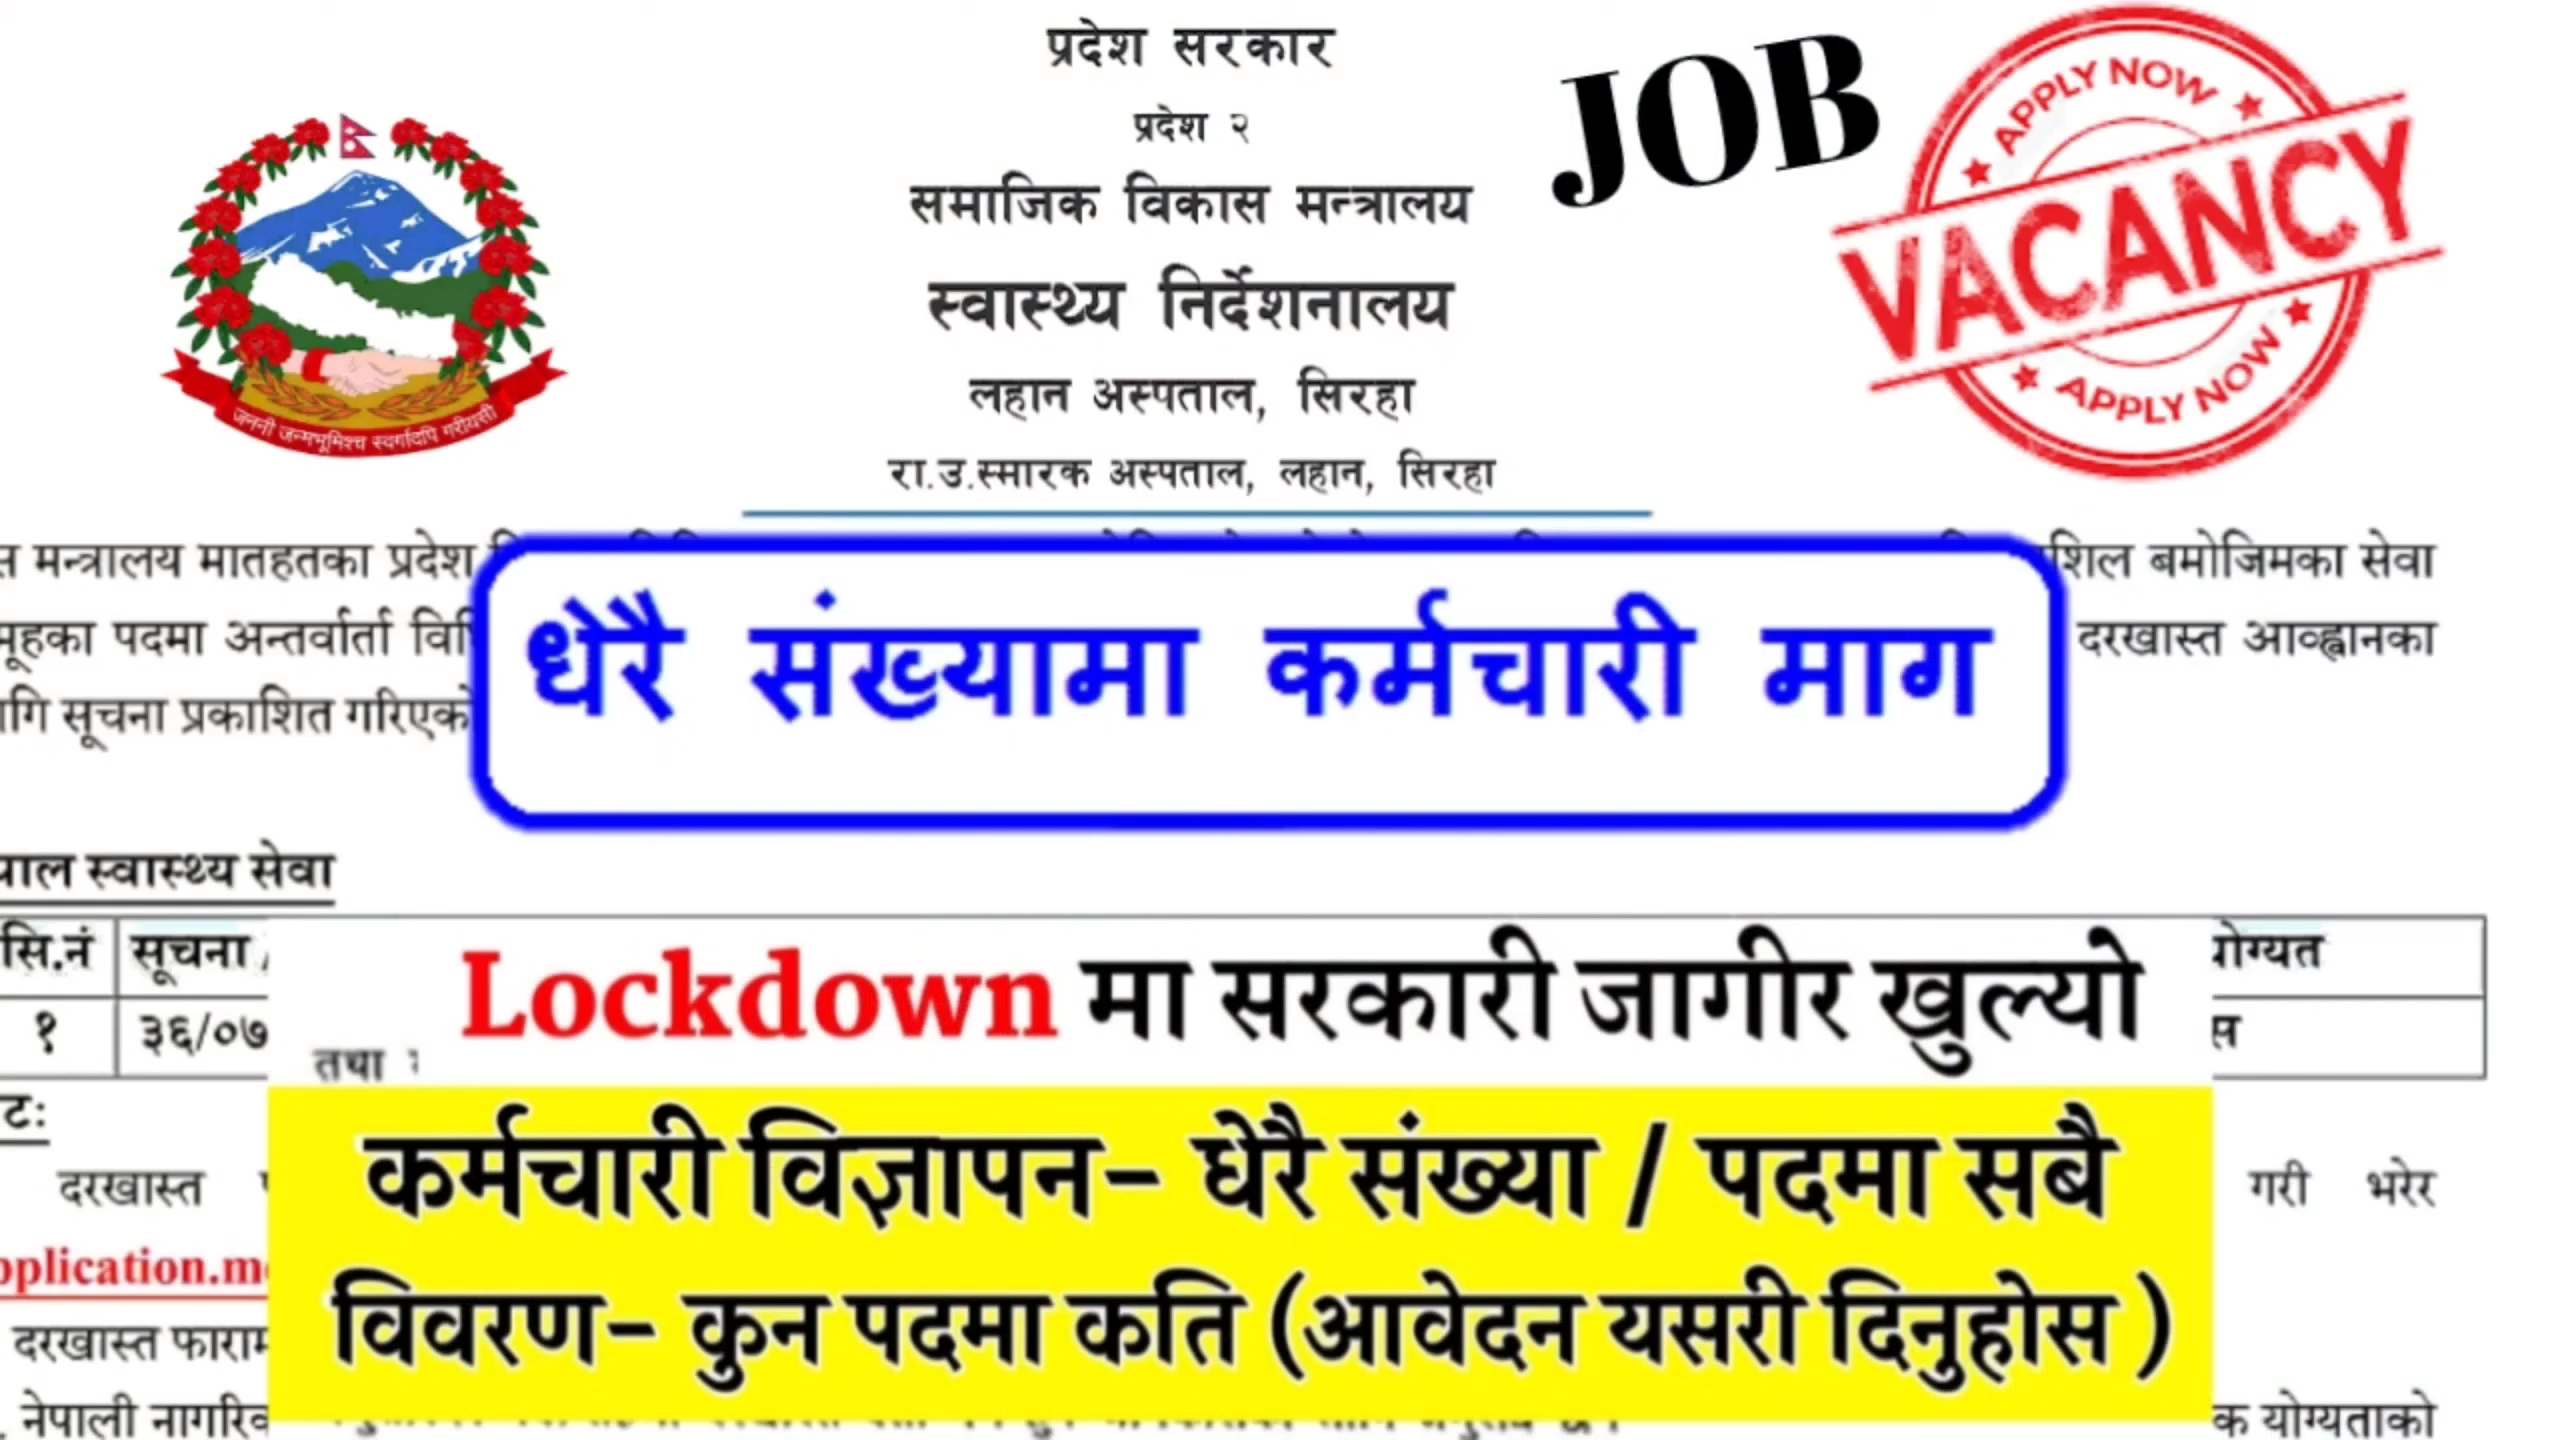 प्रदेश सरकार
प्रदेश २
समाजिक विकास मन्त्रालय
स्वास्थ्य निर्देशनालय
लहान अस्पताल, सिरहा
रा.उ.स्मारक अस्पताल, लहान, सिरहा
JOB
APPLY NOW
VACANCY
APPLY NOW
जननी जन्मभूमिश्च स्वर्गादपि गरीयसी
मन्त्रालय मातहतका प्रदेश शिल बमोजिमका सेवा
मूहका पदमा अन्तर्वार्ता वि दरखास्त आव्ह्वानका
गि सूचना प्रकाशित गरिएको
धेरै संख्यामा कर्मचारी माग
पाल स्वास्थ्य सेवा
सि.नं सूचना / योग्यत
१ ३६/०७ स
तथा
Lockdown मा सरकारी जागीर खुल्यो
टः
कर्मचारी विज्ञापन- धेरै संख्या / पदमा सबै
दरखास्त गरी भरेर
pplication.m
विवरण- कुन पदमा कति (आवेदन यसरी दिनुहोस )
दरखास्त फाराम
नेपाली नागरिक क योग्यताको